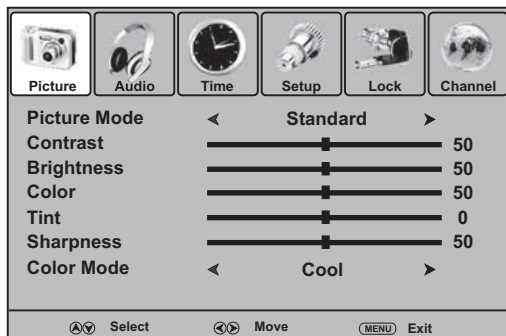 Picture Audio Time Setup Lock Channel
Picture Mode Standard
Contrast 50
Brightness 50
Color 50
Tint 0
Sharpness 50
Color Mode Cool
Select Move MENU Exit